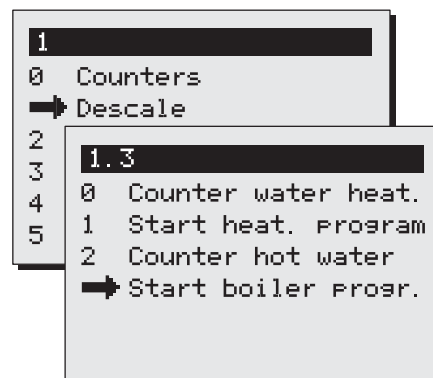 1
0 Counters
Descale
2
3
4
5
1.3
0 Counter water heat.
1 Start heat. program
2 Counter hot water
Start boiler progr.